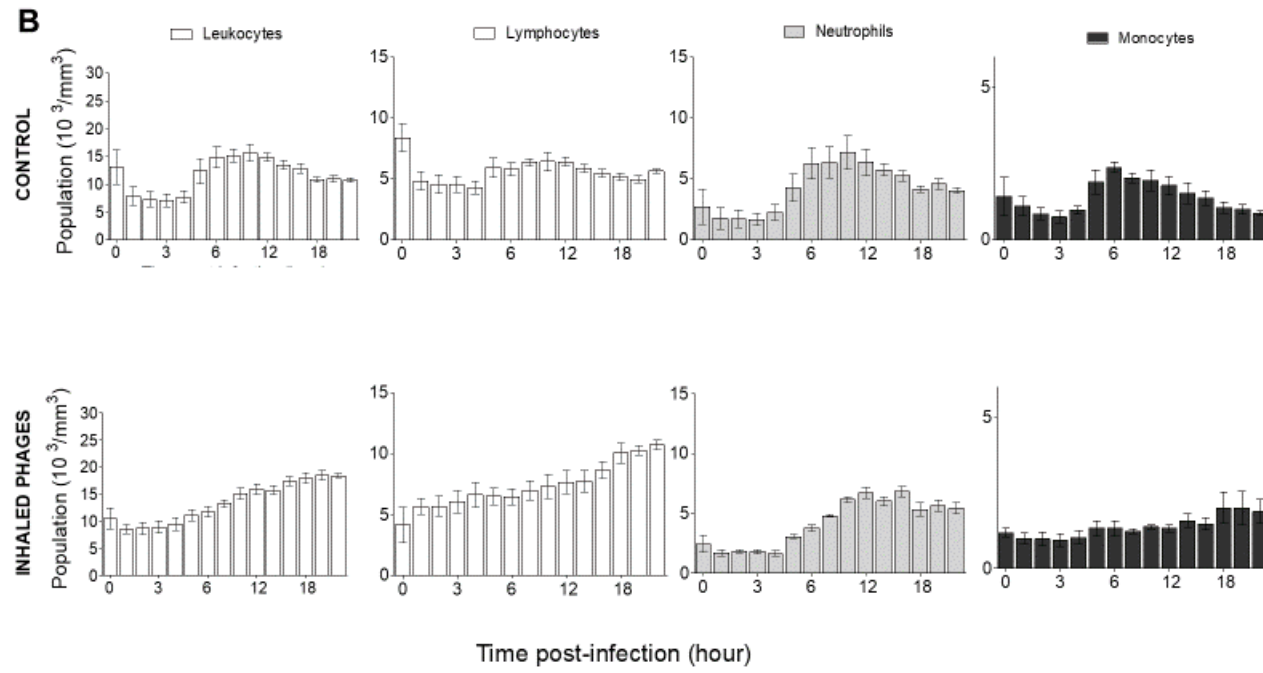 B
Leukocytes
Lymphocytes
Neutrophils
Monocytes
CONTROL
Population (10 3/mm3)
30
25
20
15
10
5
0
0 3 6 12 18
15
10
5
0
0 3 6 12 18
15
10
5
0
0 3 6 12 18
5
0
0 3 6 12 18
INHALED PHAGES
Population (10 3/mm3)
30
25
20
15
10
5
0
0 3 6 12 18
15
10
5
0
0 3 6 12 18
15
10
5
0
0 3 6 12 18
5
0
0 3 6 12 18
Time post-infection (hour)